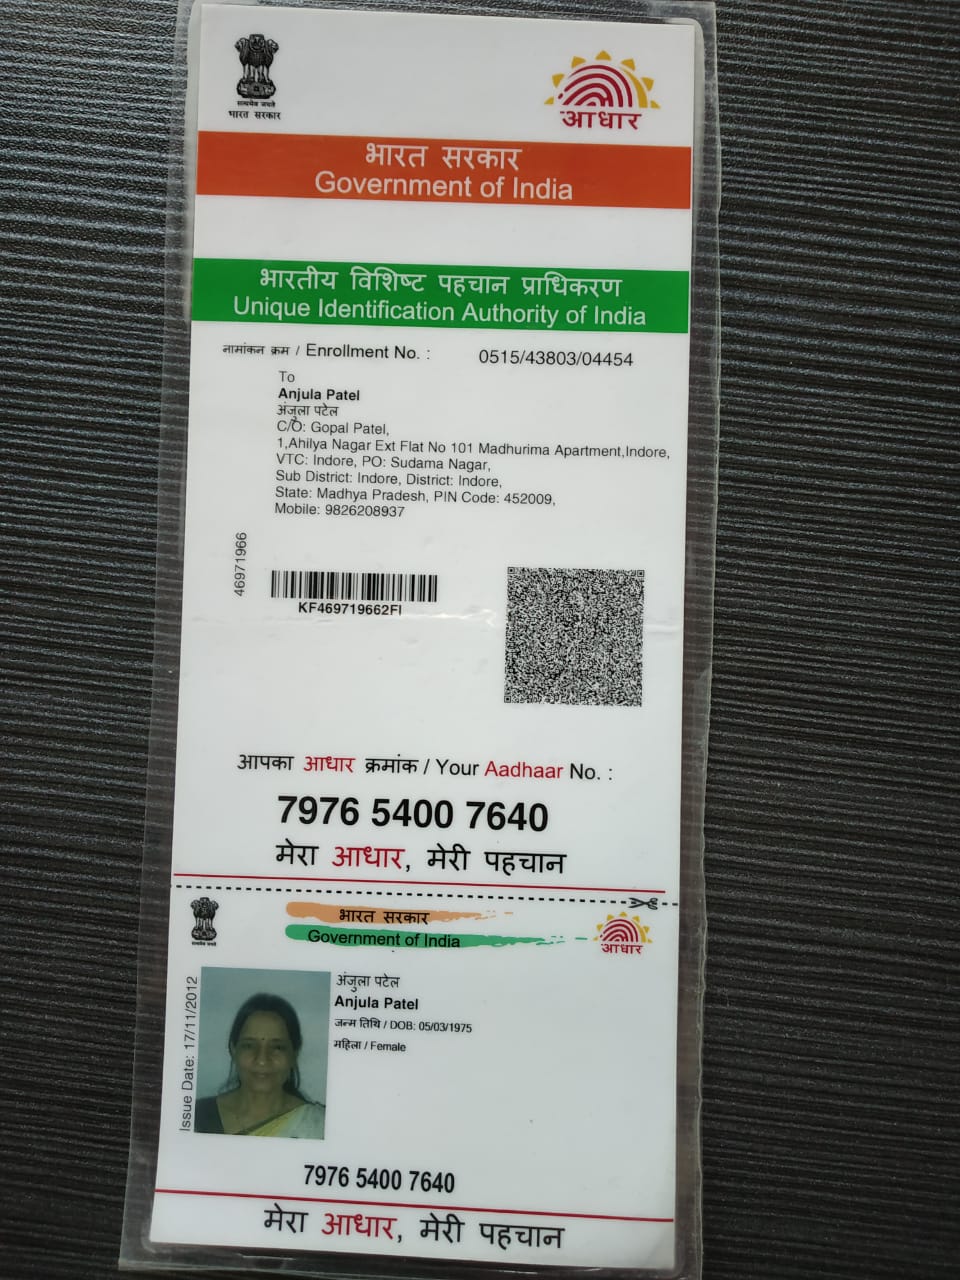 सत्यमेव जयते
भारत सरकार
आधार
भारत सरकार
Government of India
भारतीय विशिष्ट पहचान प्राधिकरण
Unique Identification Authority of India
नामांकन क्रम / Enrollment No. : 0515/43803/04454
To
Anjula Patel
अंजुला पटेल
C/O: Gopal Patel,
1,Ahilya Nagar Ext Flat No 101 Madhurima Apartment,Indore,
VTC: Indore, PO: Sudama Nagar,
Sub District: Indore, District: Indore,
State: Madhya Pradesh, PIN Code: 452009,
Mobile: 9826208937
46971966
KF469719662FI
आपका आधार क्रमांक / Your Aadhaar No. :
7976 5400 7640
मेरा आधार, मेरी पहचान
सत्यमेव जयते
भारत सरकार
Government of India
आधार
Issue Date: 17/11/2012
अंजुला पटेल
Anjula Patel
जन्म तिथि / DOB: 05/03/1975
महिला / Female
7976 5400 7640
मेरा आधार, मेरी पहचान